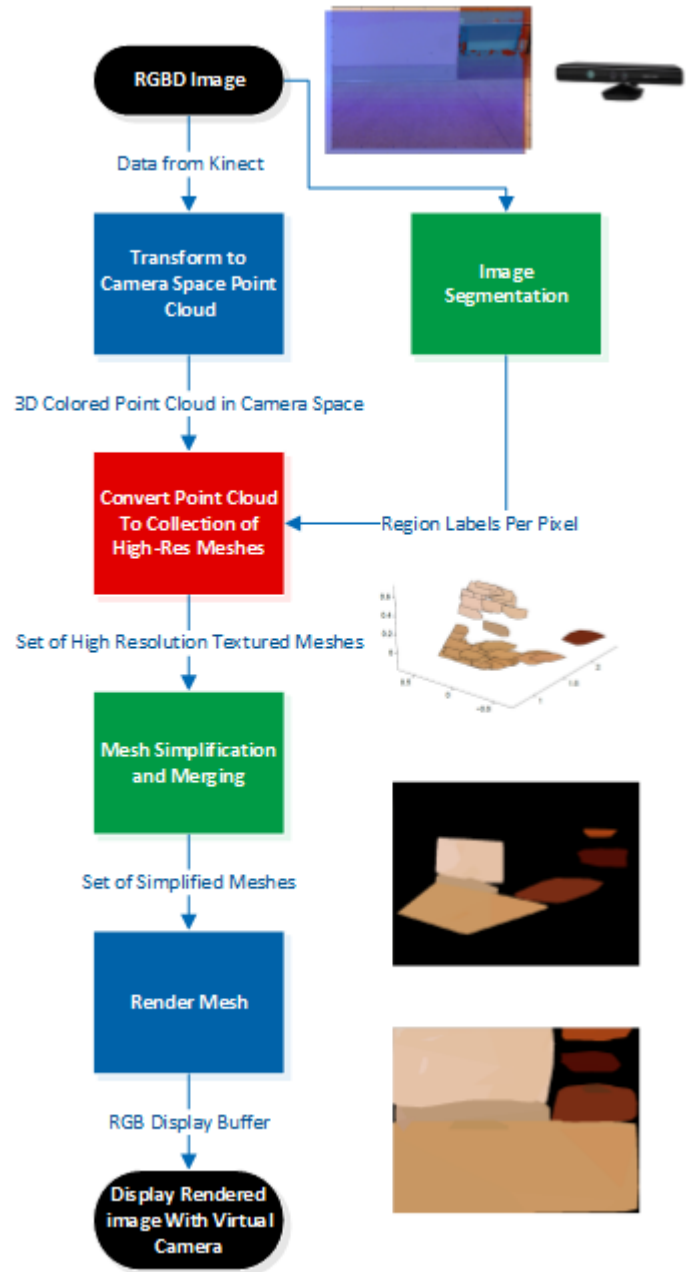 RGBD Image
Data from Kinect
Transform to
Camera Space Point
Cloud
Image
Segmentation
3D Colored Point Cloud in Camera Space
Convert Point Cloud
To Collection of
High-Res Meshes
Region Labels Per Pixel
Set of High Resolution Textured Meshes
Mesh Simplification
and Merging
Set of Simplified Meshes
Render Mesh
RGB Display Buffer
Display Rendered
image With Virtual
Camera